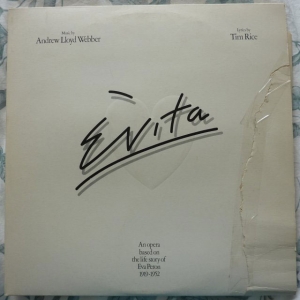 Music by
Andrew Lloyd Webber
Lyrics by
Tim Rice
Evita
An opera
based on
the life story of
Eva Peron
1919-1952